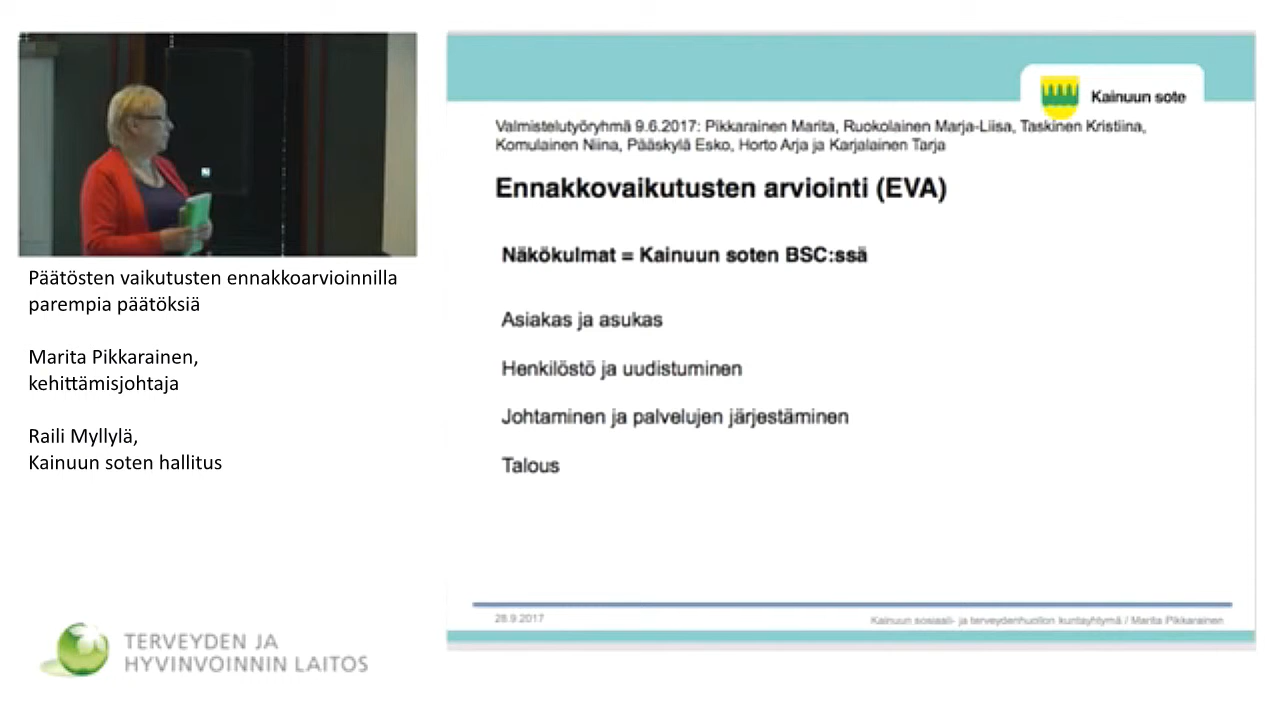 Päätösten vaikutusten ennakkoarvioinnilla
parempia päätöksiä
Marita Pikkarainen,
kehittämisjohtaja
Raili Myllylä,
Kainuun soten hallitus
TERVEYDEN JA
HYVINVOINNIN LAITOS
Kainuun sote
Valmistelutyöryhmä 9.6.2017: Pikkarainen Marita, Ruokolainen Marja-Liisa, Taskinen Kristiina,
Komulainen Niina, Pääskylä Esko, Horto Arja ja Karjalainen Tarja
Ennakkovaikutusten arviointi (EVA)
Näkökulmat = Kainuun soten BSC:ssä
Asiakas ja asukas
Henkilöstö ja uudistuminen
Johtaminen ja palvelujen järjestäminen
Talous
28.9.2017
Kainuun sosiaali- ja terveydenhuollon kuntayhtymä / Marita Pikkarainen